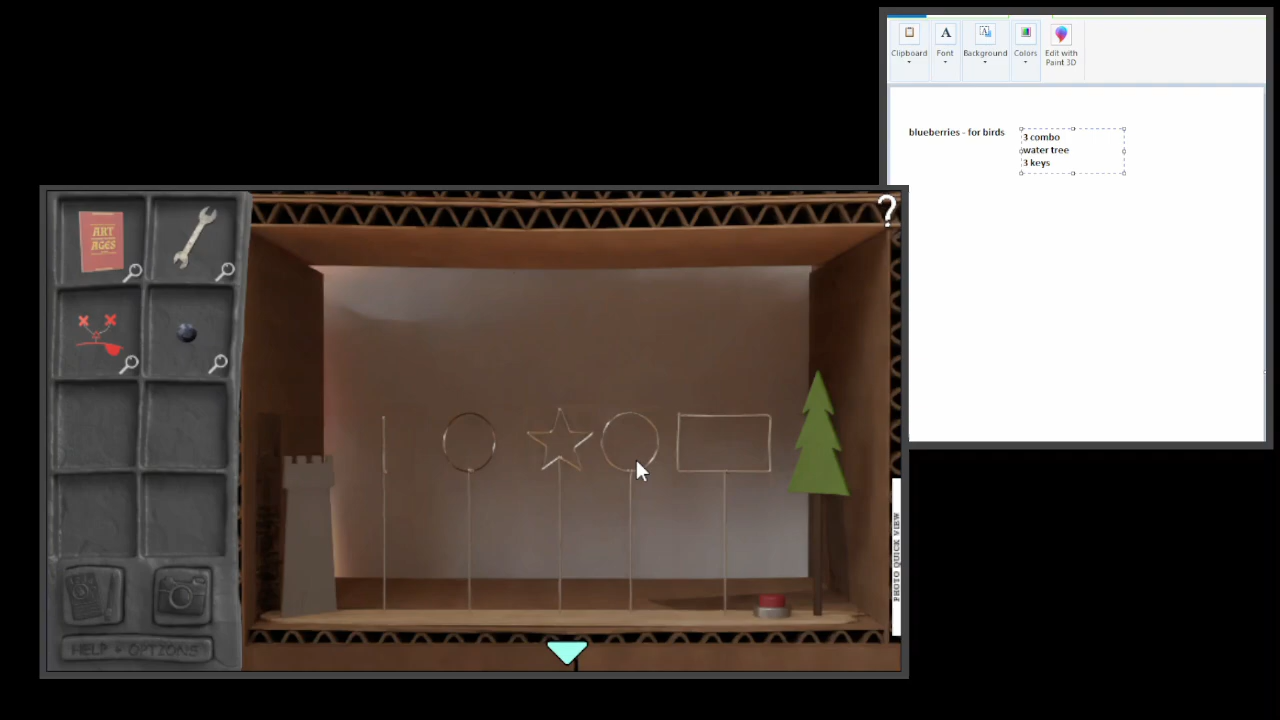 Clipboard
Font
Background
Colors
Edit with
Paint 3D
blueberries - for birds
3 combo
water tree
3 keys
ART
AGES
?
PHOTO QUICK VIEW
HELP + OPTIONS